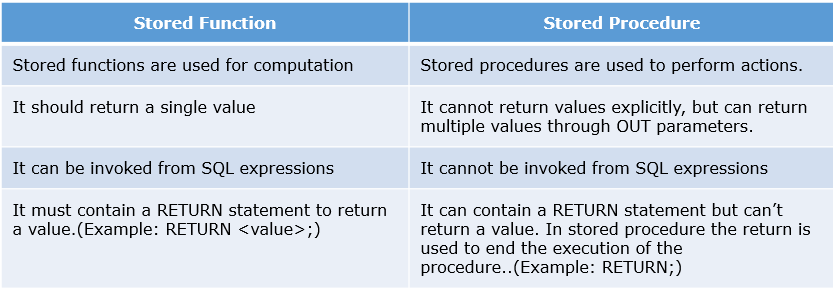 Stored Function
Stored Procedure
Stored functions are used for computation
Stored procedures are used to perform actions.
It should return a single value
It cannot return values explicitly, but can return
multiple values through OUT parameters.
It can be invoked from SQL expressions
It cannot be invoked from SQL expressions
It must contain a RETURN statement to return
a value.(Example: RETURN <value>;)
It can contain a RETURN statement but can’t
return a value. In stored procedure the return is
used to end the execution of the
procedure..(Example: RETURN;)